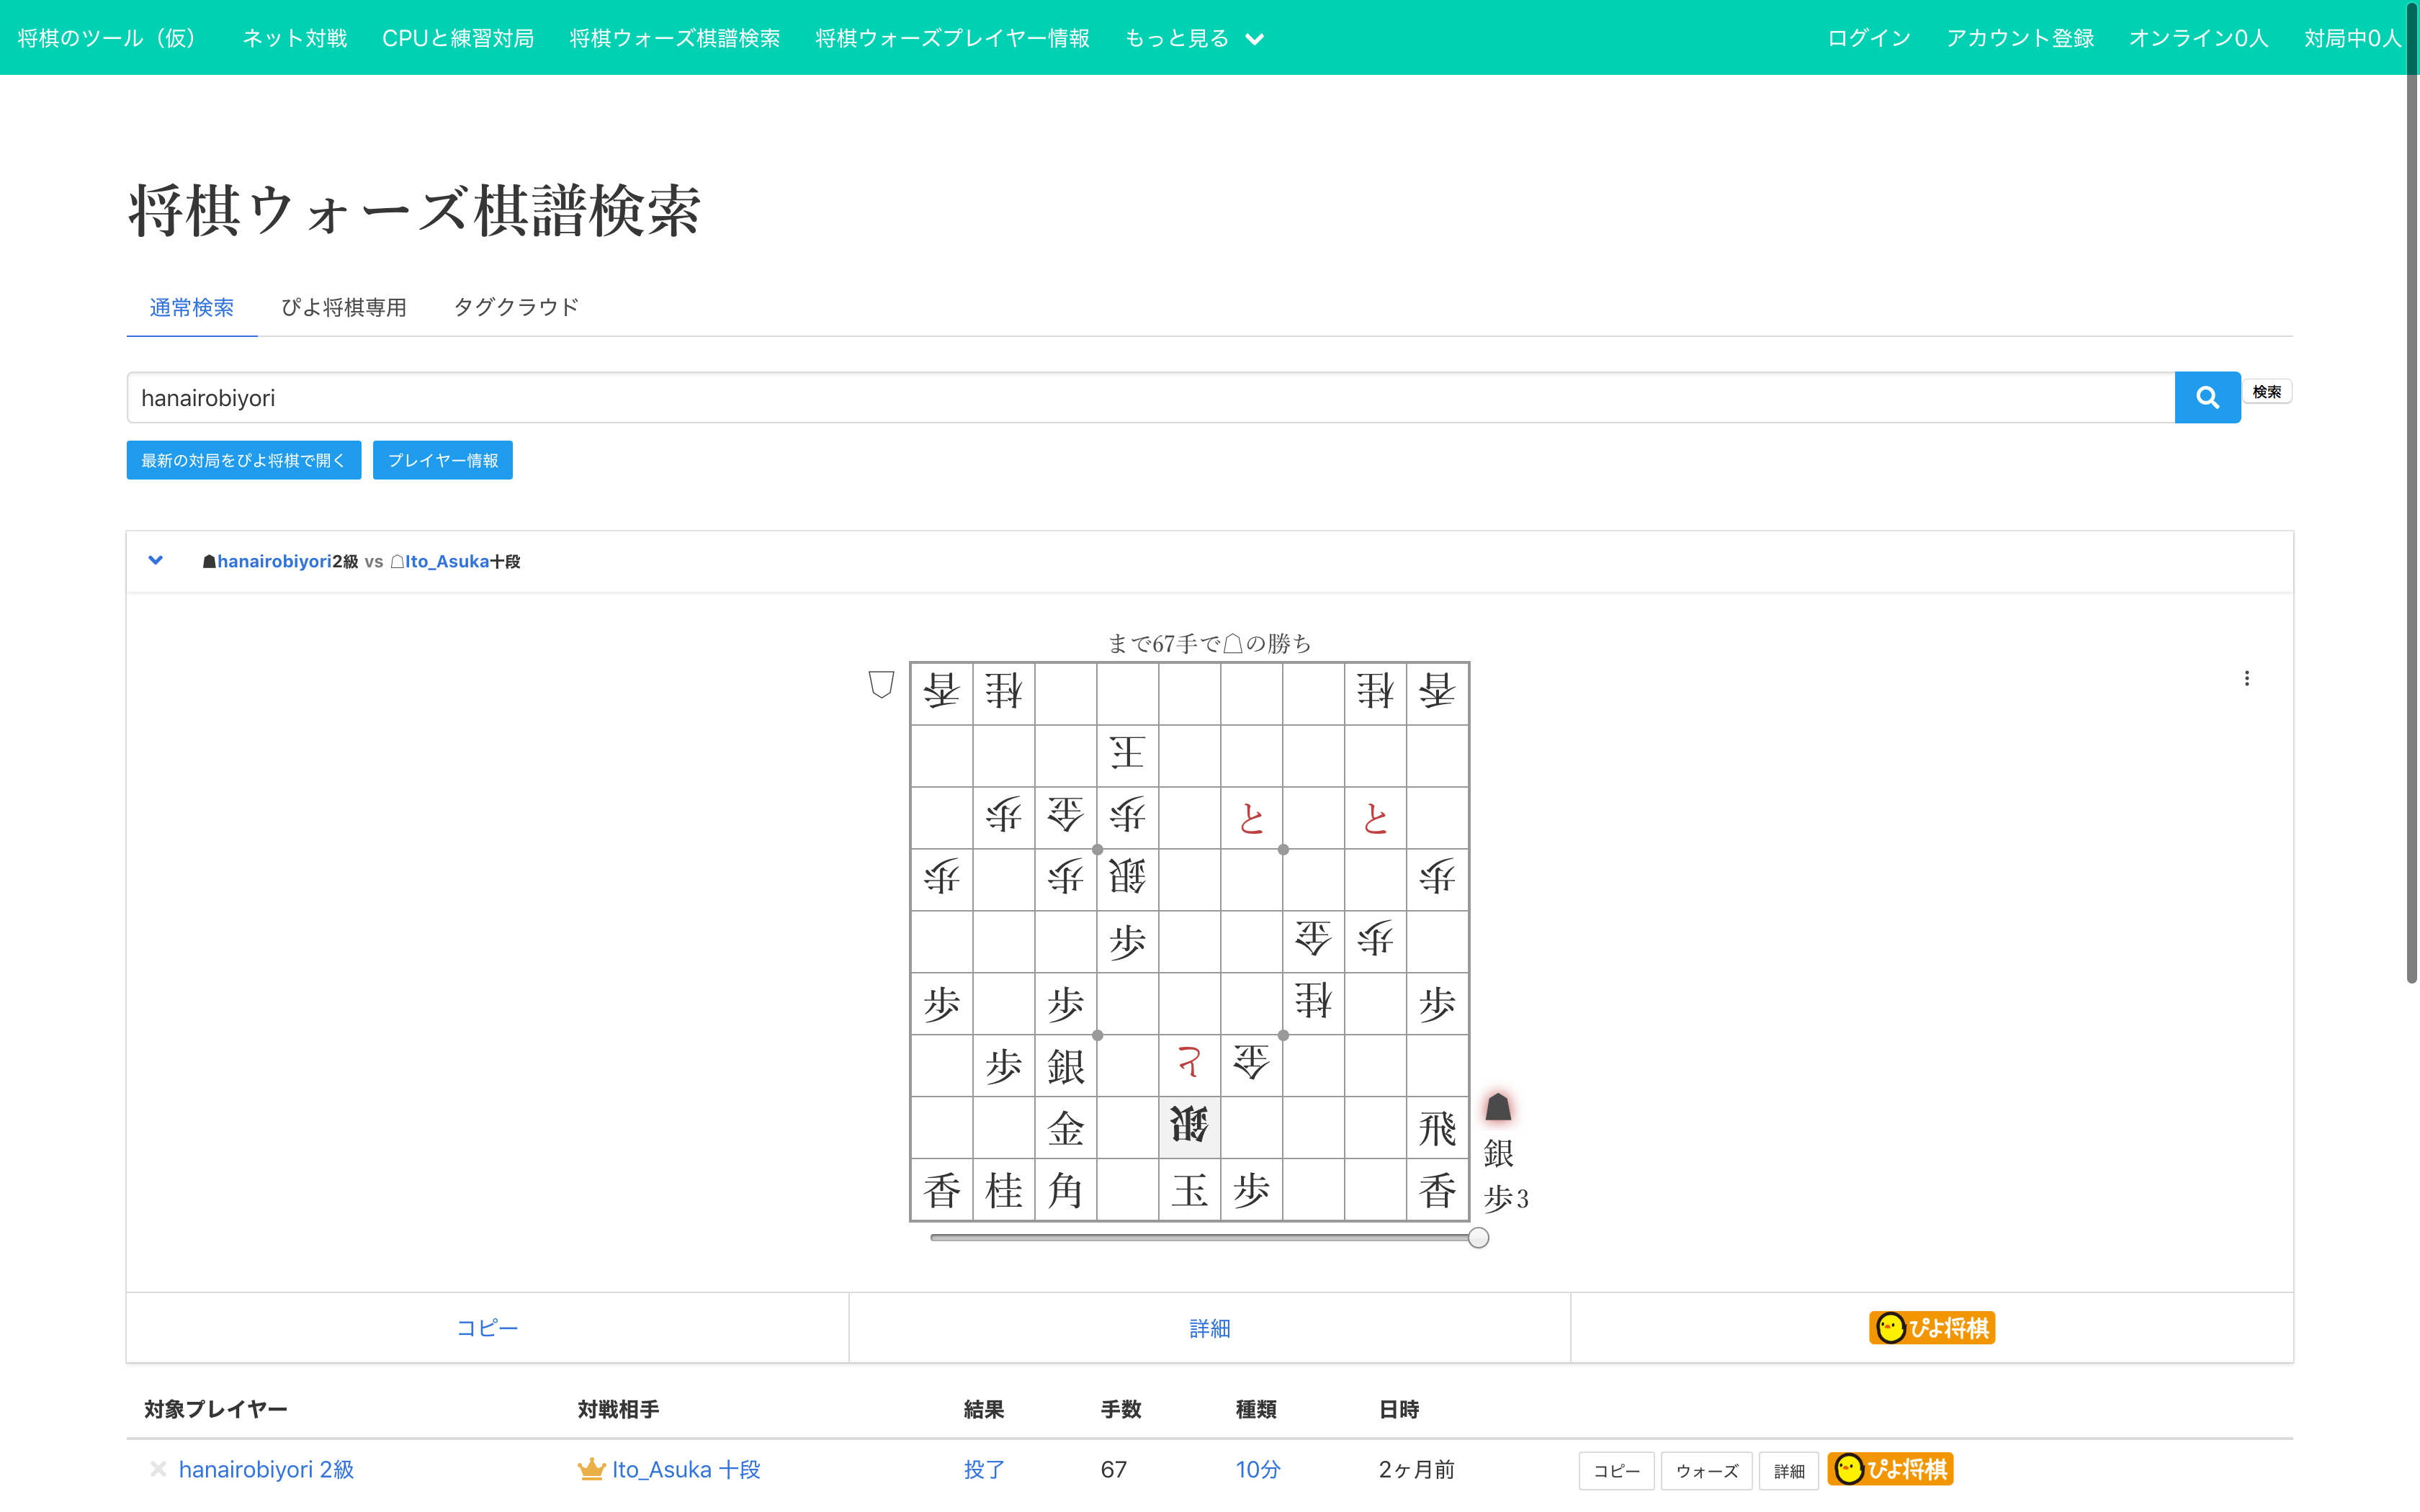 将棋のツール（仮） ネット対戦 CPUと練習対局 将棋ウォーズ棋譜検索 将棋ウォーズプレイヤー情報 もっと見る ログイン アカウント登録 オンライン0人 対局中0人
将棋ウォーズ棋譜検索
通常検索 ぴよ将棋専用 タグクラウド
hanairobiyori 検索
最新の対局をぴよ将棋で開く プレイヤー情報
☗hanairobiyori2級 vs ☖Ito_Asuka十段
まで67手で☖の勝ち
香 桂 桂 香
王
歩 金 歩 と と
歩 歩 銀 歩
歩 金 歩
歩 歩 桂 歩
歩 銀 と 金
金 銀 飛
香 桂 角 玉 歩 香
銀
歩3
コピー 詳細 ぴよ将棋
対象プレイヤー 対戦相手 結果 手数 種類 日時
hanairobiyori 2級 Ito_Asuka 十段 投了 67 10分 2ヶ月前 コピー ウォーズ 詳細 ぴよ将棋